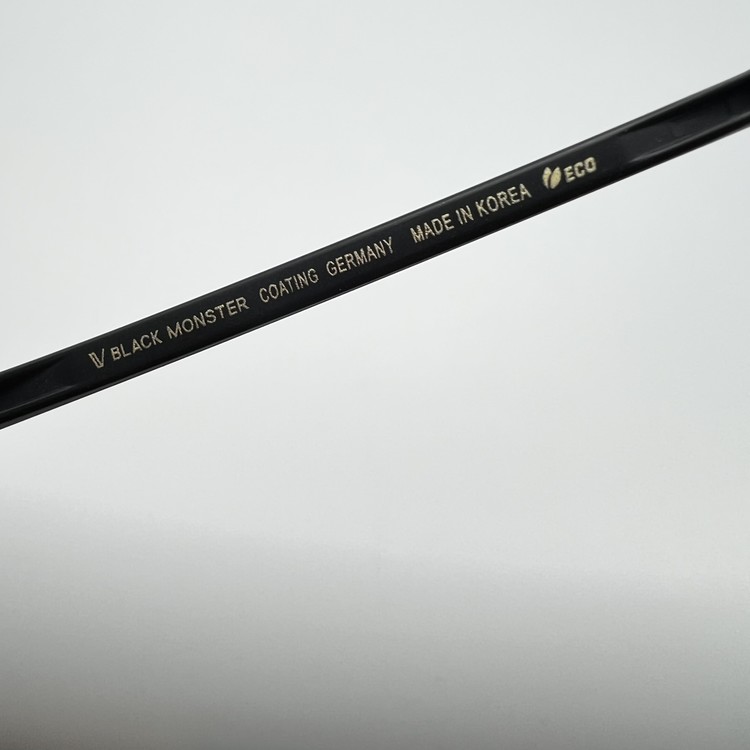 BLACK MONSTER COATING GERMANY MADE IN KOREA ECO